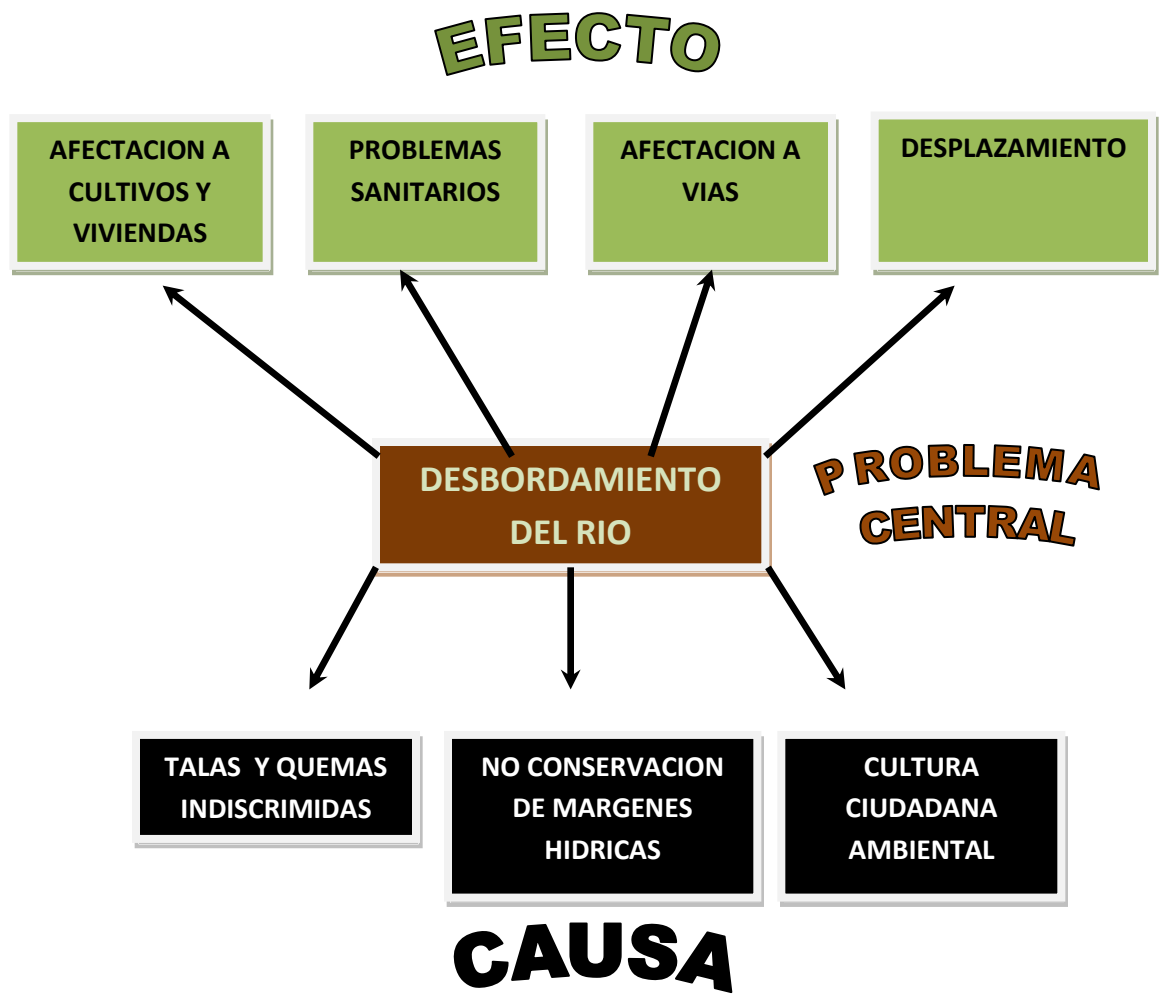 EFECTO
AFECTACION A
CULTIVOS Y
VIVIENDAS
PROBLEMAS
SANITARIOS
AFECTACION A
VIAS
DESPLAZAMIENTO
DESBORDAMIENTO
DEL RIO
P ROBLEMA
CENTRAL
TALAS Y QUEMAS
INDISCRIMIDAS
NO CONSERVACION
DE MARGENES
HIDRICAS
CULTURA
CIUDADANA
AMBIENTAL
CAUSA